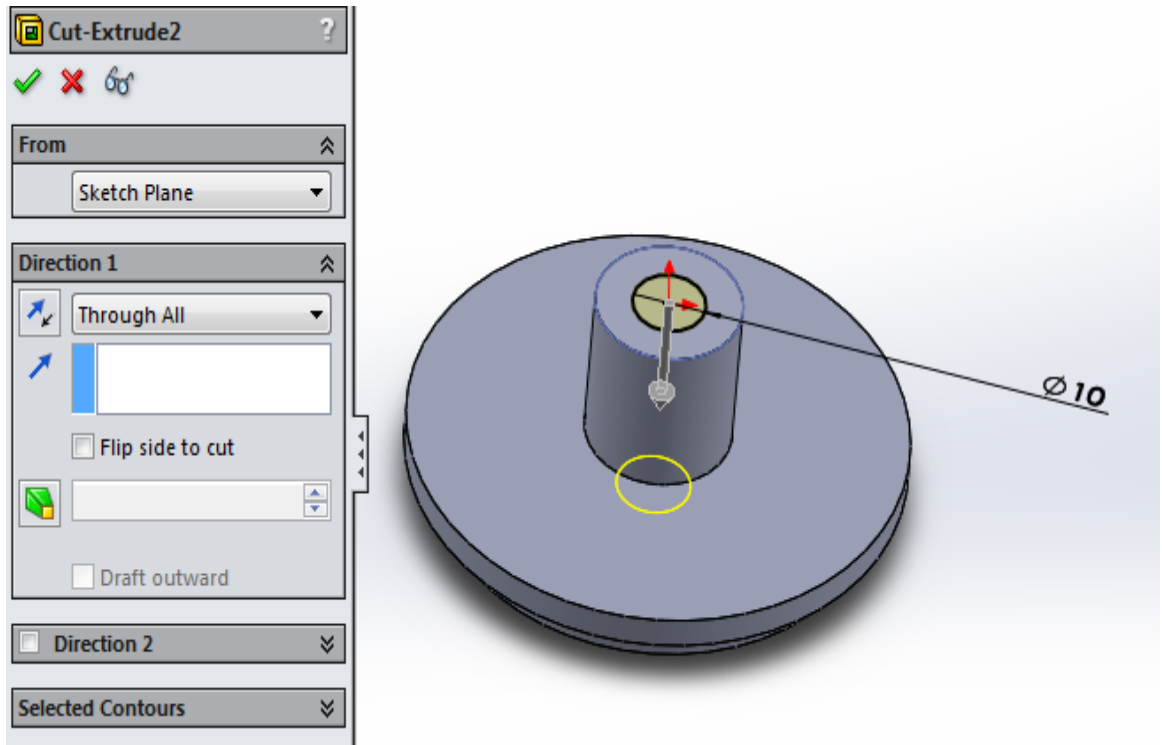 Cut-Extrude2 ?
From
Sketch Plane
Direction 1
Through All
Flip side to cut
Draft outward
Direction 2
Selected Contours
Ø 10